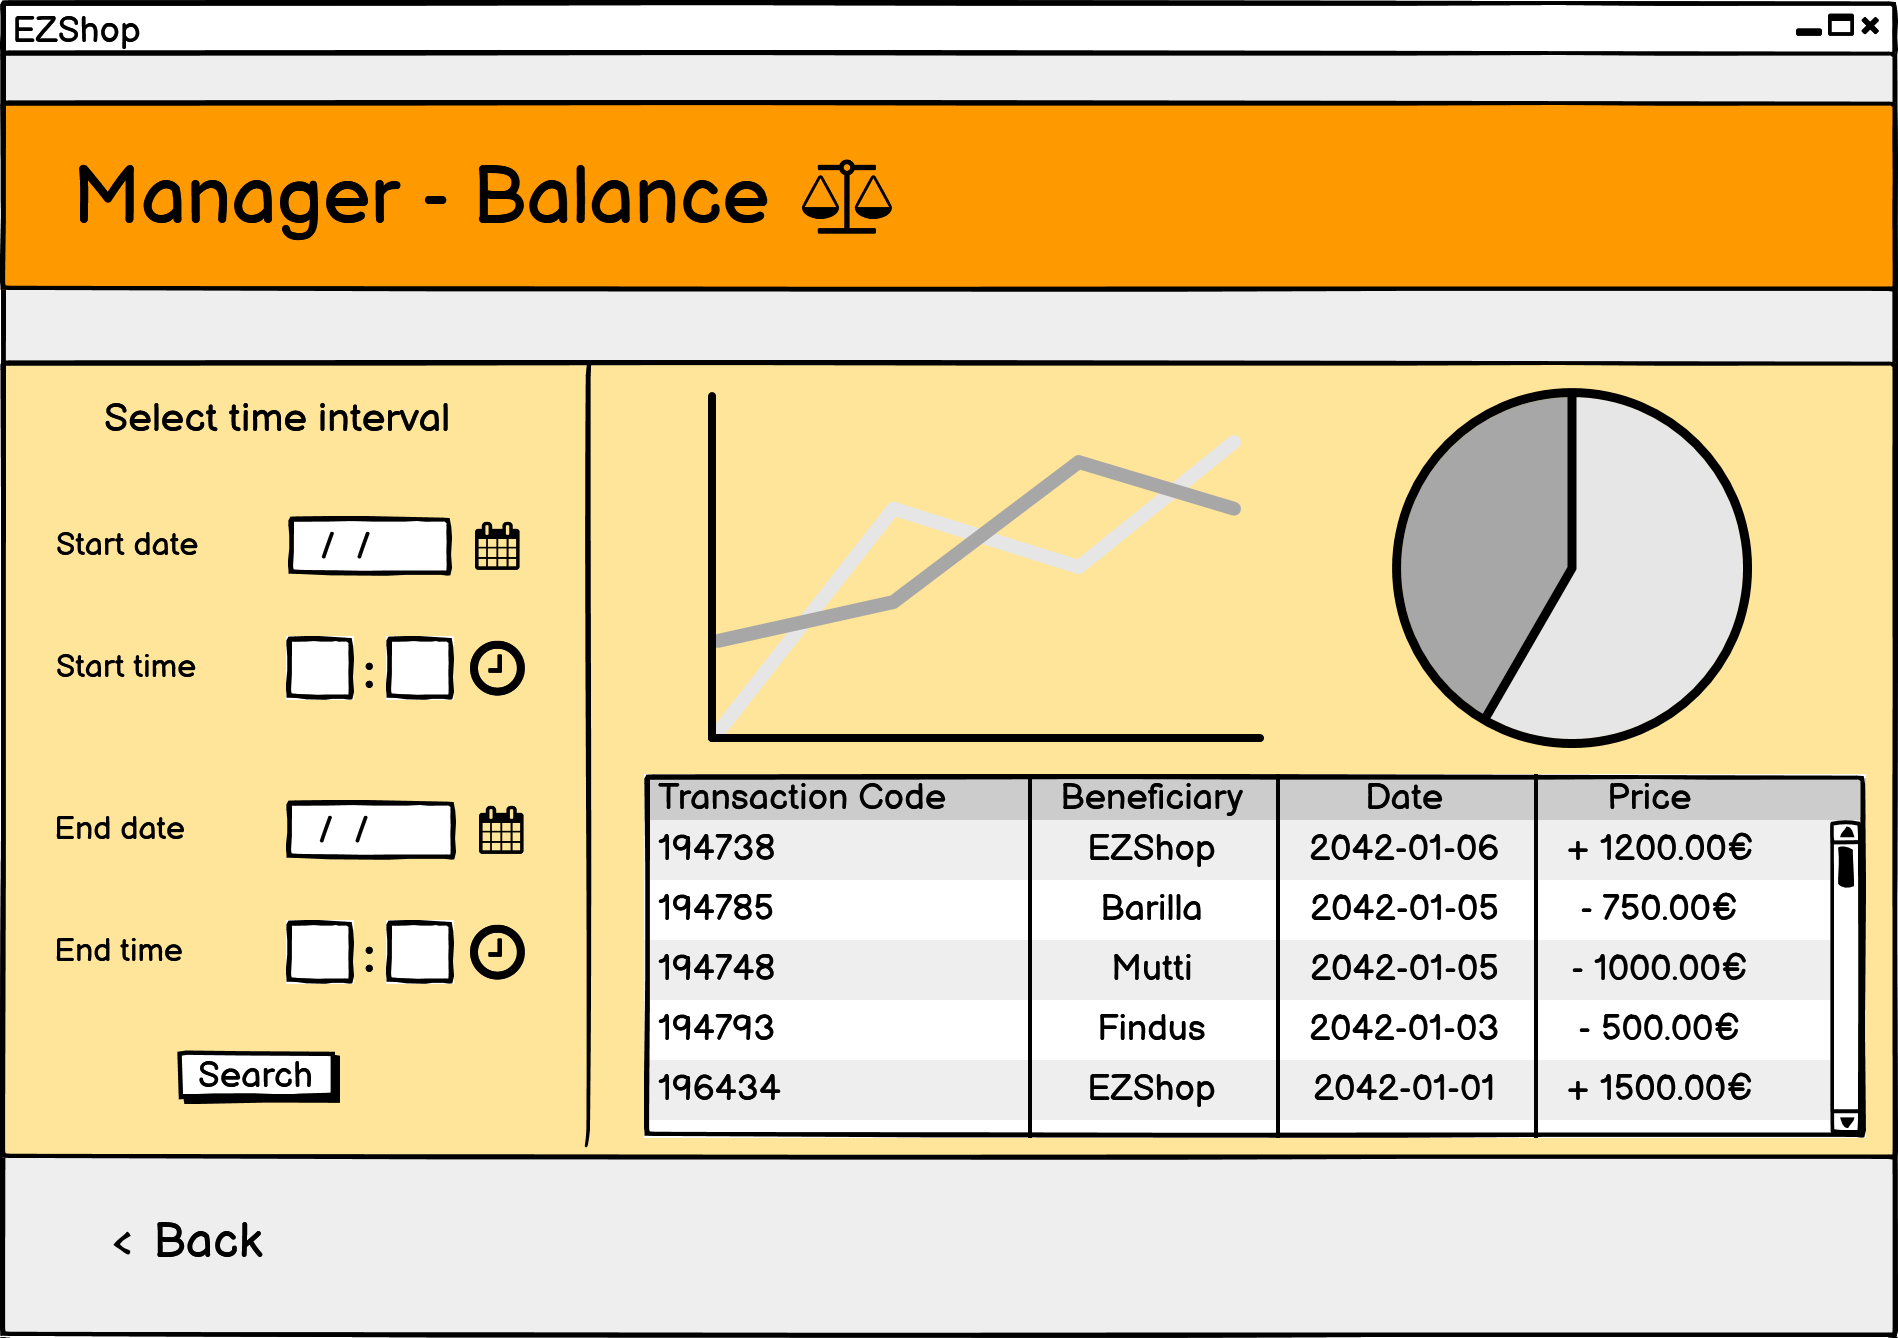 EZShop
Manager - Balance
Select time interval
Start date / /
Start time :
End date / /
End time :
Search
Transaction Code Beneficiary Date Price
194738 EZShop 2042-01-06 + 1200.00€
194785 Barilla 2042-01-05 - 750.00€
194748 Mutti 2042-01-05 - 1000.00€
194793 Findus 2042-01-03 - 500.00€
196434 EZShop 2042-01-01 + 1500.00€
< Back